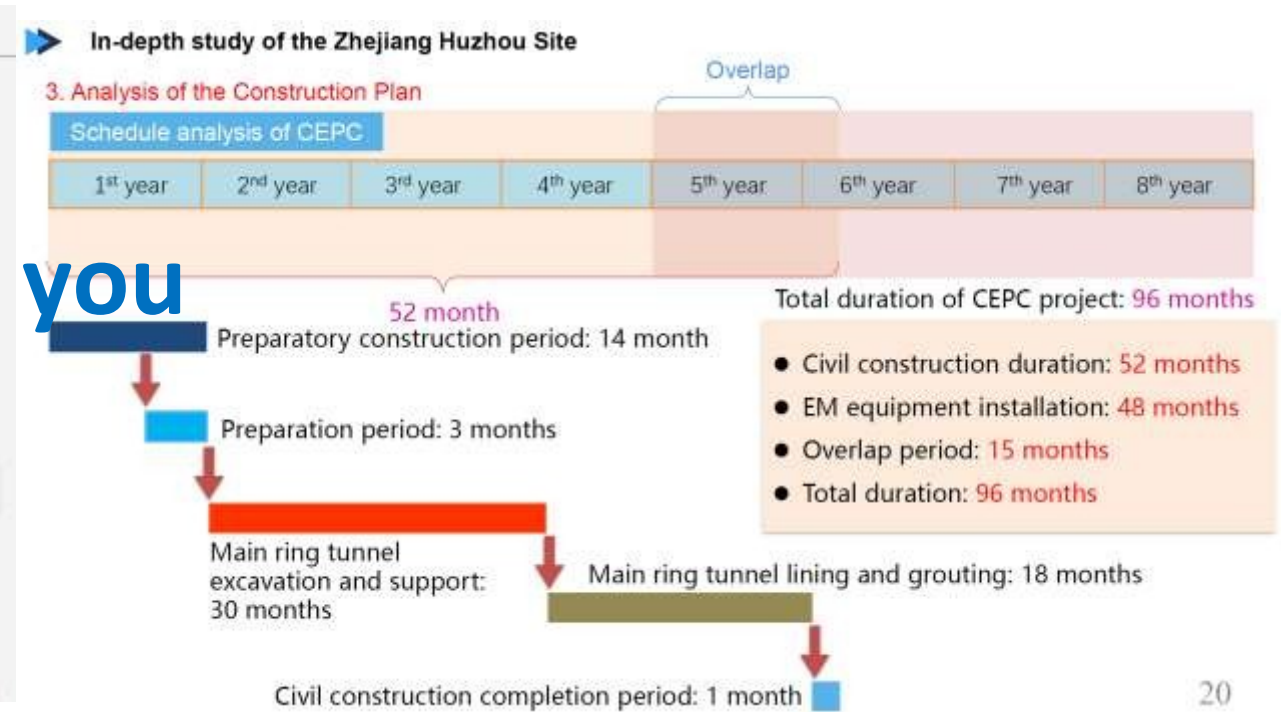 In-depth study of the Zhejiang Huzhou Site
3. Analysis of the Construction Plan
Overlap
Schedule analysis of CEPC
1st year
2nd year
3rd year
4th year
5th year
6th year
7th year
8th year
you
52 month
Total duration of CEPC project: 96 months
Preparatory construction period: 14 month
● Civil construction duration: 52 months
● EM equipment installation: 48 months
● Overlap period: 15 months
● Total duration: 96 months
Preparation period: 3 months
Main ring tunnel
excavation and support:
30 months
Main ring tunnel lining and grouting: 18 months
Civil construction completion period: 1 month
20